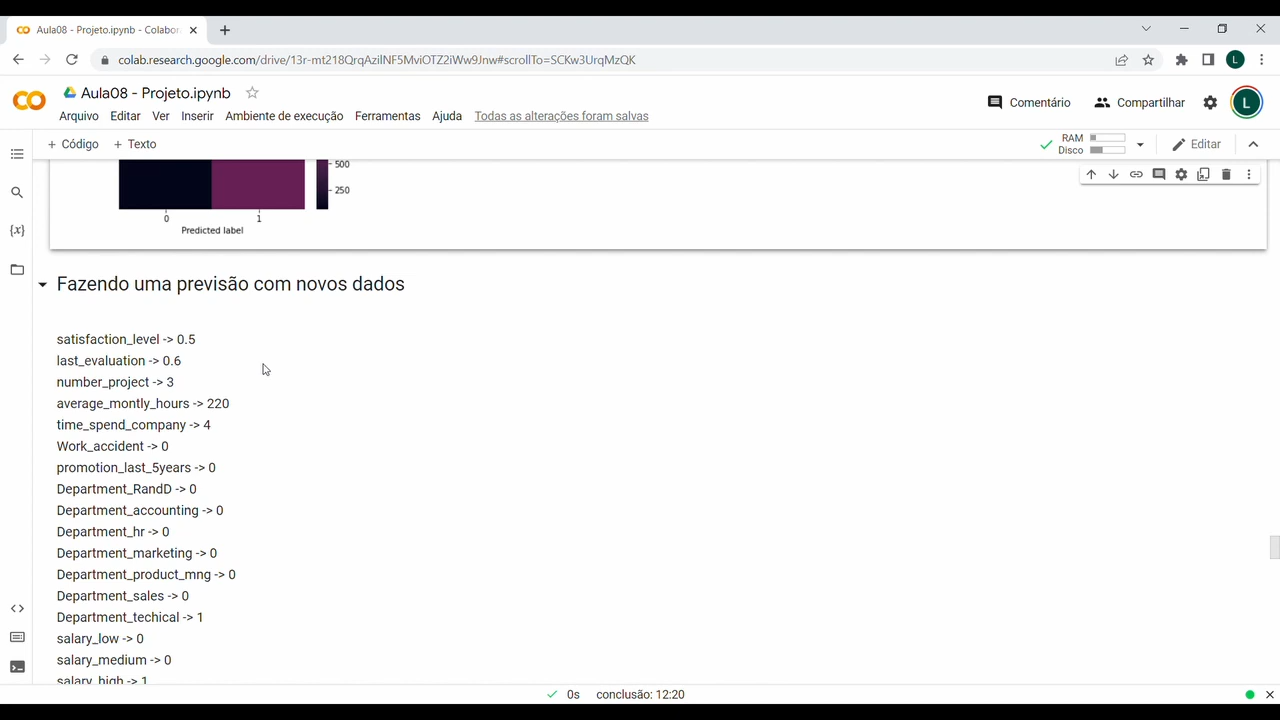 Aula08 - Projeto.ipynb - Colabor
colab.research.google.com/drive/13r-mt218QrqAzilNF5MviOTZ2iWw9Jnw#scrollTo=SCKw3UrqMzQK
L
Aula08 - Projeto.ipynb
Comentário
Compartilhar
L
Arquivo Editar Ver Inserir Ambiente de execução Ferramentas Ajuda Todas as alterações foram salvas
+ Código + Texto
RAM
Disco
Editar
500
250
0 1
Predicted label
{x}
Fazendo uma previsão com novos dados
satisfaction_level -> 0.5
last_evaluation -> 0.6
number_project -> 3
average_montly_hours -> 220
time_spend_company -> 4
Work_accident -> 0
promotion_last_5years -> 0
Department_RandD -> 0
Department_accounting -> 0
Department_hr -> 0
Department_marketing -> 0
Department_product_mng -> 0
Department_sales -> 0
Department_techical -> 1
salary_low -> 0
salary_medium -> 0
salary_high -> 1
0s conclusão: 12:20